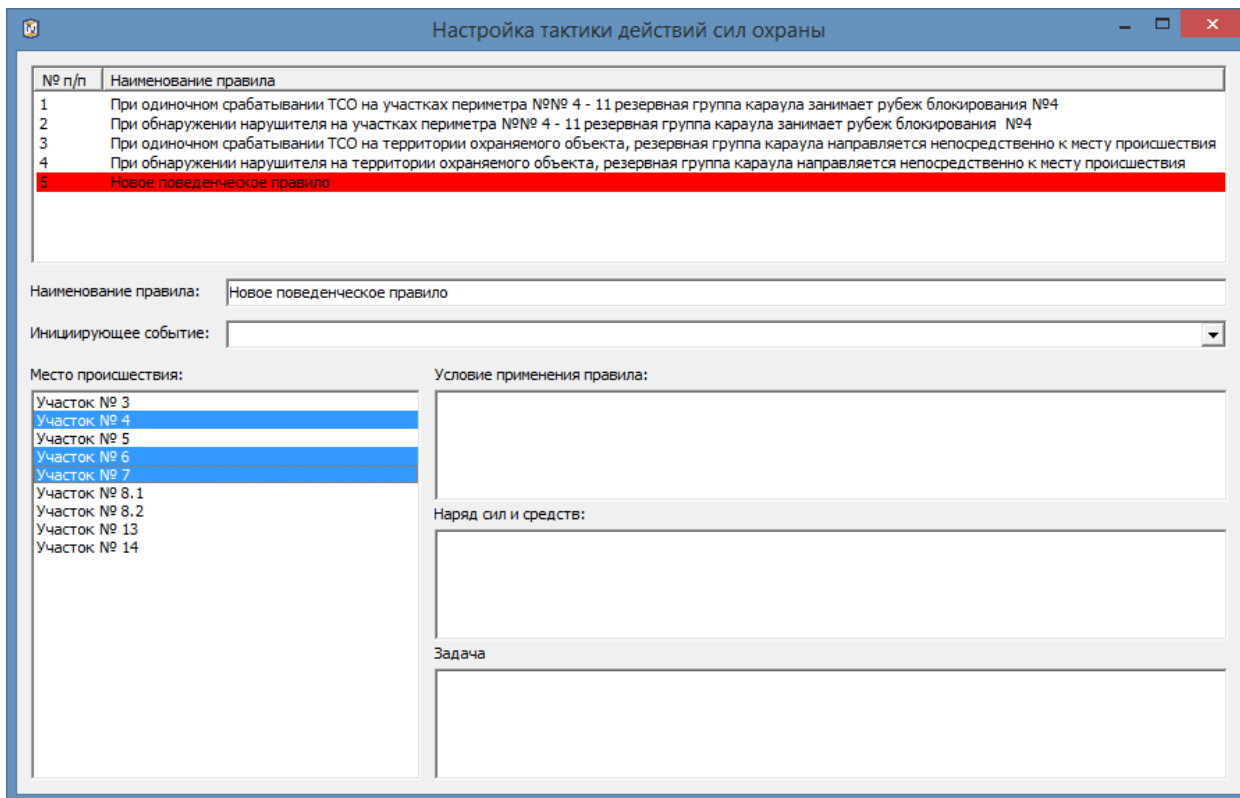 Настройка тактики действий сил охраны
№ п/п Наименование правила
1 При одиночном срабатывании ТСО на участках периметра №№ 4 - 11 резервная группа караула занимает рубеж блокирования №4
2 При обнаружении нарушителя на участках периметра №№ 4 - 11 резервная группа караула занимает рубеж блокирования №4
3 При одиночном срабатывании ТСО на территории охраняемого объекта, резервная группа караула направляется непосредственно к месту происшествия
4 При обнаружении нарушителя на территории охраняемого объекта, резервная группа караула направляется непосредственно к месту происшествия
5 Новое поведенческое правило
Наименование правила: Новое поведенческое правило
Инициирующее событие:
Место происшествия:
Участок № 3
Участок № 4
Участок № 5
Участок № 6
Участок № 7
Участок № 8.1
Участок № 8.2
Участок № 13
Участок № 14
Условие применения правила:
Наряд сил и средств:
Задача